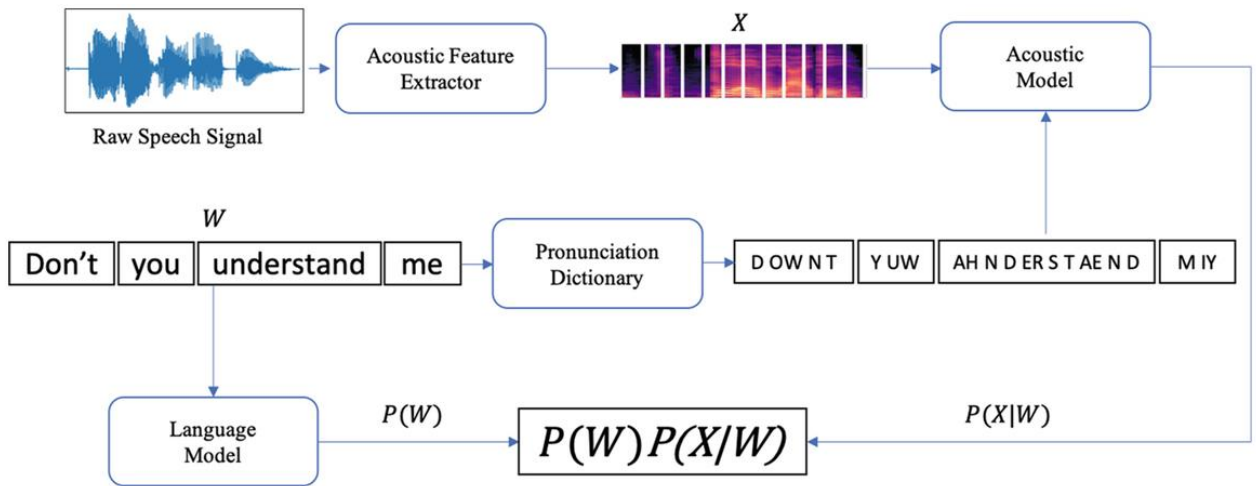 X
Acoustic Feature
Extractor
Acoustic
Model
Raw Speech Signal
W
Don’t you understand me
Pronunciation
Dictionary
D OW N T Y UW AH N D ER S T AE N D M IY
Language
Model
P(W)
P(W)P(X/W)
P(X|W)